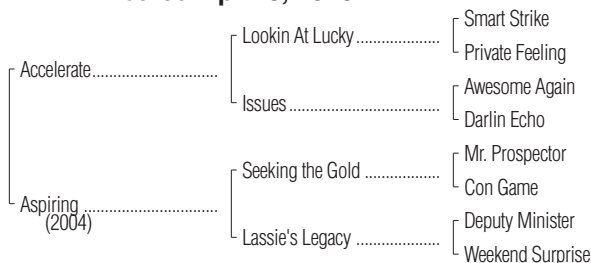 Smart Strike
Lookin At Lucky ....................
Private Feeling
Accelerate..............................
Awesome Again
Issues ....................................
Darlin Echo
Mr. Prospector
Seeking the Gold ..................
Con Game
Aspiring ................................
(2004)
Deputy Minister
Lassie's Legacy ....................
Weekend Surprise